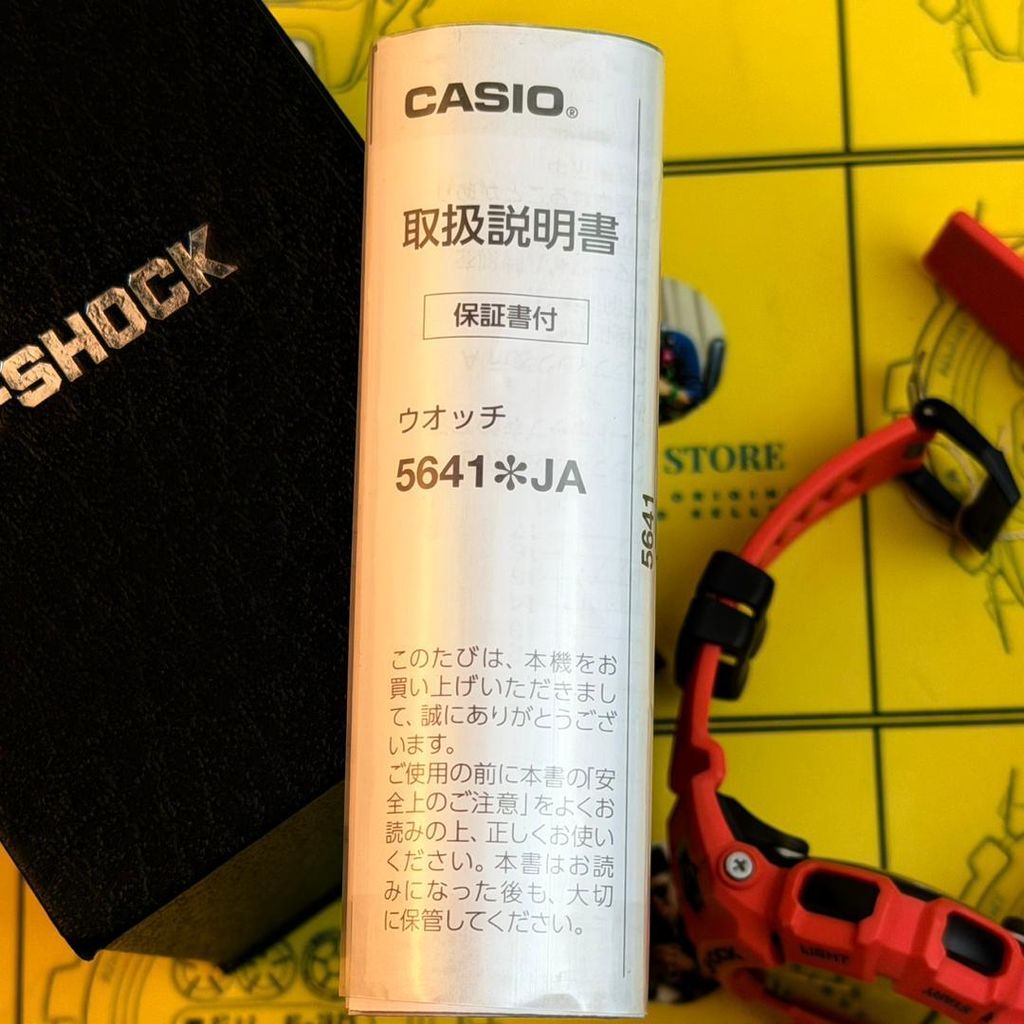 CASIO®
取扱説明書
保証書付
ウオッチ
5641✻JA
このたびは、本機をお
買い上げいただきまし
て、誠にありがとうござ
います。
ご使用の前に本書の「安
全上のご注意」をよくお
読みの上、正しくお使い
ください。本書はお読
みになった後も、大切
に保管してください。
5641
-SHOCK
STORE
LIGHT
START